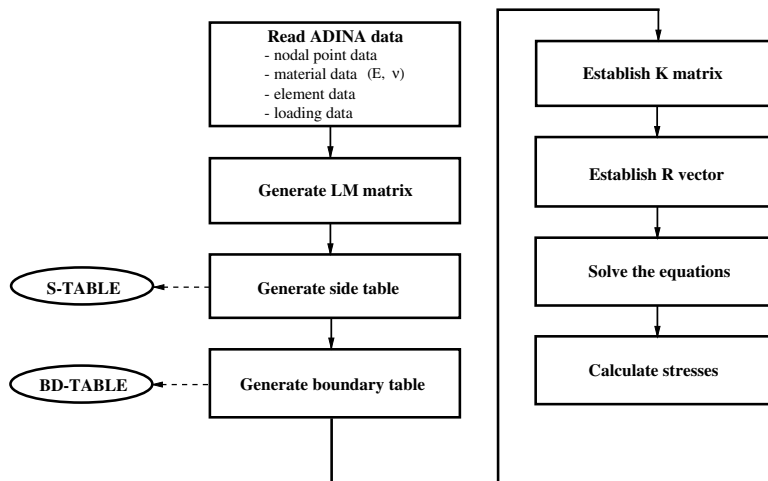 Read ADINA data
- nodal point data
- material data (E, ν)
- element data
- loading data
Generate LM matrix
S-TABLE
Generate side table
BD-TABLE
Generate boundary table
Establish K matrix
Establish R vector
Solve the equations
Calculate stresses